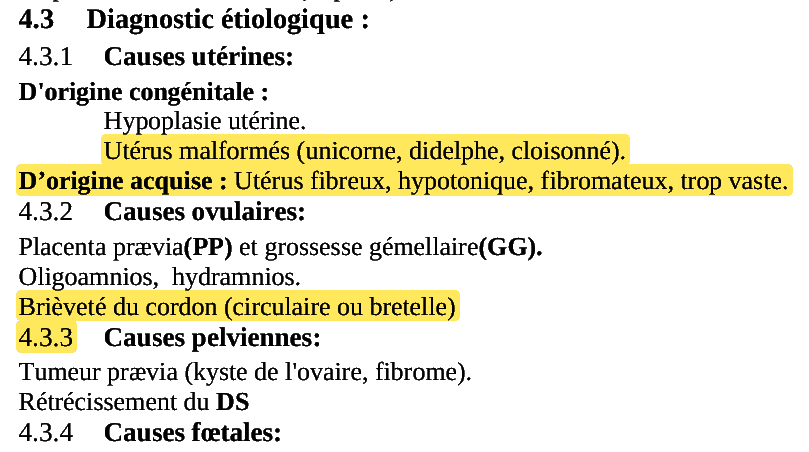 4.3 Diagnostic étiologique :
4.3.1 Causes utérines:
D'origine congénitale :
Hypoplasie utérine.
Utérus malformés (unicorne, didelphe, cloisonné).
D’origine acquise : Utérus fibreux, hypotonique, fibromateux, trop vaste.
4.3.2 Causes ovulaires:
Placenta prævia(PP) et grossesse gémellaire(GG).
Oligoamnios, hydramnios.
Brièveté du cordon (circulaire ou bretelle)
4.3.3 Causes pelviennes:
Tumeur prævia (kyste de l'ovaire, fibrome).
Rétrécissement du DS
4.3.4 Causes fœtales: